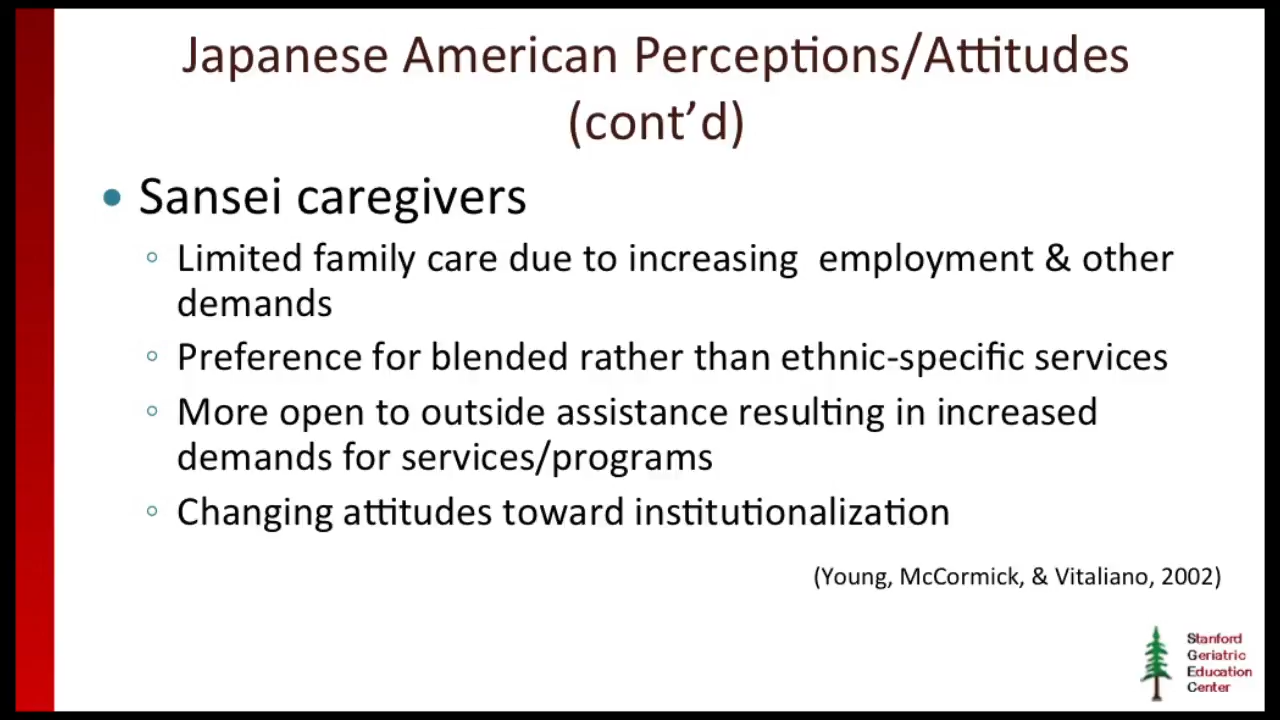 Japanese American Perceptions/Attitudes
(cont’d)
• Sansei caregivers
◦ Limited family care due to increasing  employment & other
demands
◦ Preference for blended rather than ethnic-specific services
◦ More open to outside assistance resulting in increased
demands for services/programs
◦ Changing attitudes toward institutionalization
(Young, McCormick, & Vitaliano, 2002)
Stanford
Geriatric
Education
Center